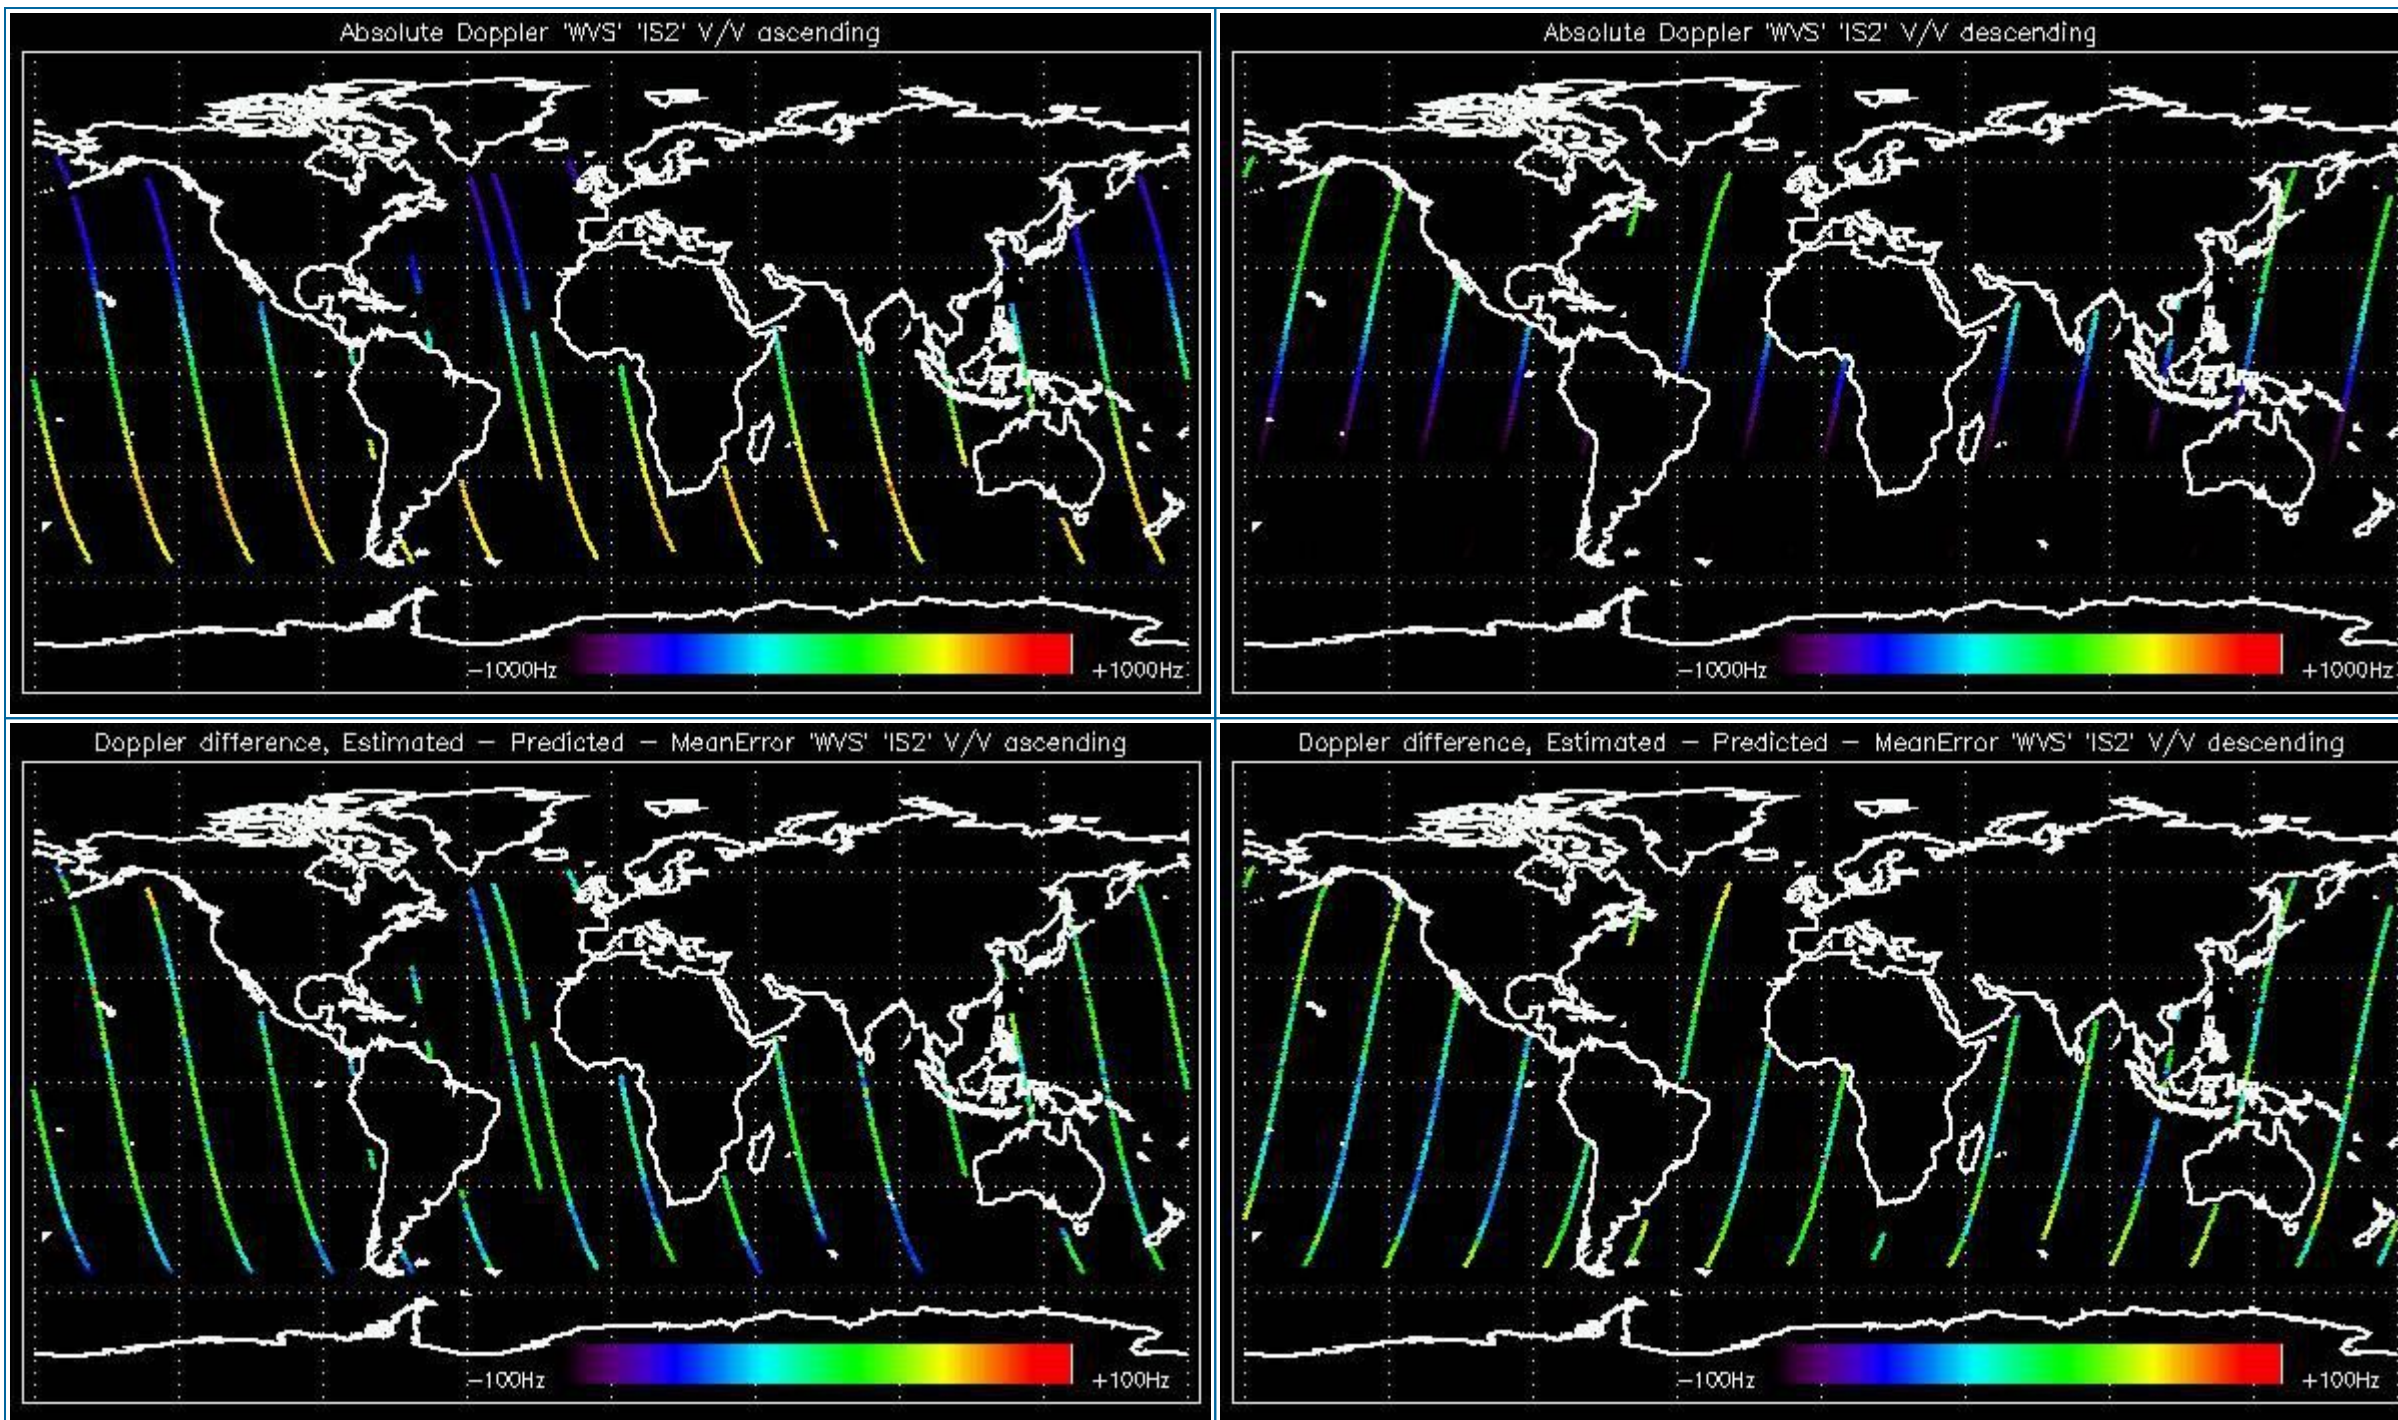 Absolute Doppler 'WVS' 'IS2' V/V ascending
-1000Hz
+1000Hz
Absolute Doppler 'WVS' 'IS2' V/V descending
-1000Hz
+1000Hz
Doppler difference, Estimated - Predicted - MeanError 'WVS' 'IS2' V/V ascending
-100Hz
+100Hz
Doppler difference, Estimated - Predicted - MeanError 'WVS' 'IS2' V/V descending
-100Hz
+100Hz